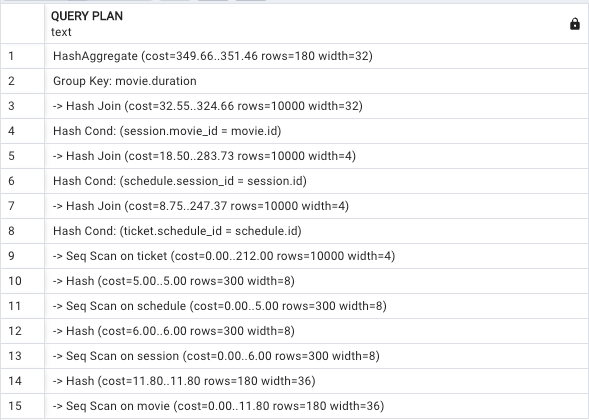 QUERY PLAN
text
1 HashAggregate (cost=349.66..351.46 rows=180 width=32)
2 Group Key: movie.duration
3 -> Hash Join (cost=32.55..324.66 rows=10000 width=32)
4 Hash Cond: (session.movie_id = movie.id)
5 -> Hash Join (cost=18.50..283.73 rows=10000 width=4)
6 Hash Cond: (schedule.session_id = session.id)
7 -> Hash Join (cost=8.75..247.37 rows=10000 width=4)
8 Hash Cond: (ticket.schedule_id = schedule.id)
9 -> Seq Scan on ticket (cost=0.00..212.00 rows=10000 width=4)
10 -> Hash (cost=5.00..5.00 rows=300 width=8)
11 -> Seq Scan on schedule (cost=0.00..5.00 rows=300 width=8)
12 -> Hash (cost=6.00..6.00 rows=300 width=8)
13 -> Seq Scan on session (cost=0.00..6.00 rows=300 width=8)
14 -> Hash (cost=11.80..11.80 rows=180 width=36)
15 -> Seq Scan on movie (cost=0.00..11.80 rows=180 width=36)